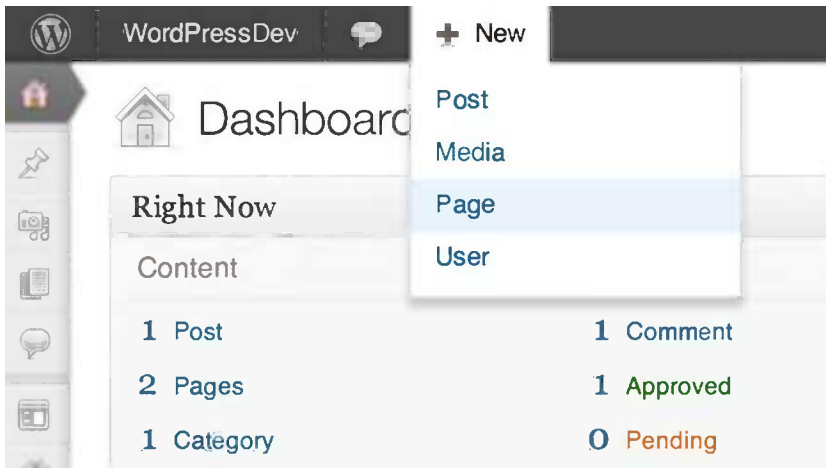 WordPressDev
+ New
Post
Dashboard
Media
Right Now
Page
Content
User
1 Post
1 Comment
2 Pages
1 Approved
1 Category
0 Pending